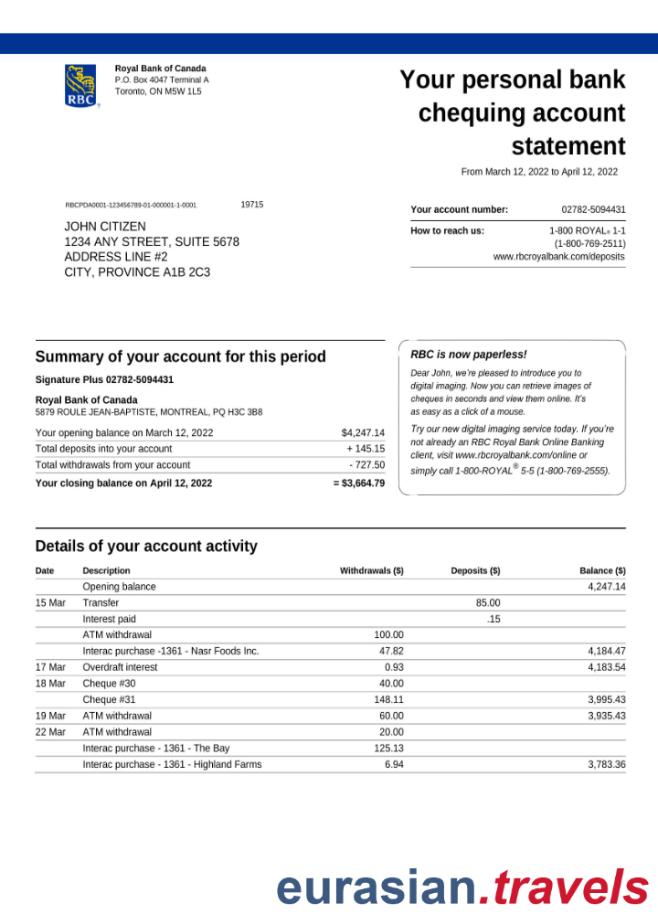 RBC
Royal Bank of Canada
P.O. Box 4047 Terminal A
Toronto, ON M5W 1L5
Your personal bank
chequing account
statement
From March 12, 2022 to April 12, 2022
RBCPDA0001-123456789-01-000001-1-0001 19715
JOHN CITIZEN
1234 ANY STREET, SUITE 5678
ADDRESS LINE #2
CITY, PROVINCE A1B 2C3
Your account number: 02782-5094431
How to reach us: 1-800 ROYAL® 1-1
(1-800-769-2511)
www.rbcroyalbank.com/deposits
Summary of your account for this period
Signature Plus 02782-5094431
Royal Bank of Canada
5879 ROULE JEAN-BAPTISTE, MONTREAL, PQ H3C 3B8
Your opening balance on March 12, 2022 $4,247.14
Total deposits into your account + 145.15
Total withdrawals from your account - 727.50
Your closing balance on April 12, 2022 = $3,664.79
RBC is now paperless!
Dear John, we're pleased to introduce you to
digital imaging. Now you can retrieve images of
cheques in seconds and view them online. It's
as easy as a click of a mouse.
Try our new digital imaging service today. If you're
not already an RBC Royal Bank Online Banking
client, visit www.rbcroyalbank.com/online or
simply call 1-800-ROYAL® 5-5 (1-800-769-2555).
Details of your account activity
Date Description Withdrawals ($) Deposits ($) Balance ($)
Opening balance 4,247.14
15 Mar Transfer 85.00
Interest paid .15
ATM withdrawal 100.00
Interac purchase -1361 - Nasr Foods Inc. 47.82 4,184.47
17 Mar Overdraft interest 0.93 4,183.54
18 Mar Cheque #30 40.00
Cheque #31 148.11 3,995.43
19 Mar ATM withdrawal 60.00 3,935.43
22 Mar ATM withdrawal 20.00
Interac purchase - 1361 - The Bay 125.13
Interac purchase - 1361 - Highland Farms 6.94 3,783.36
eurasian.travels